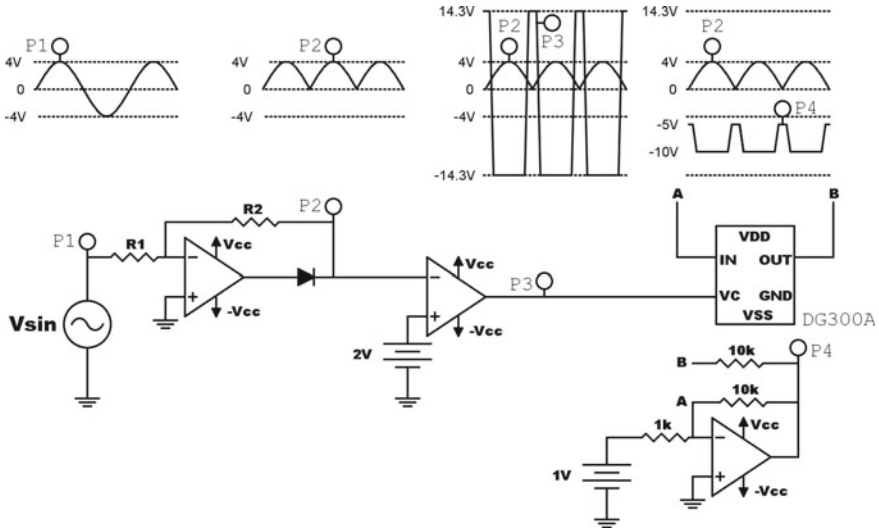 14.3V 14.3V
P1 P2 P2 P3 P2
4V 4V 4V 4V
0 0 0 0
P4
-4V -4V -4V -5V
-10V
-14.3V
A B
R2 P2
P1 R1 Vcc VDD
Vcc P3 IN OUT
VC GND
Vsin -Vcc VSS DG300A
-Vcc
2V 10k P4
B
10k
A
1k Vcc
1V
-Vcc